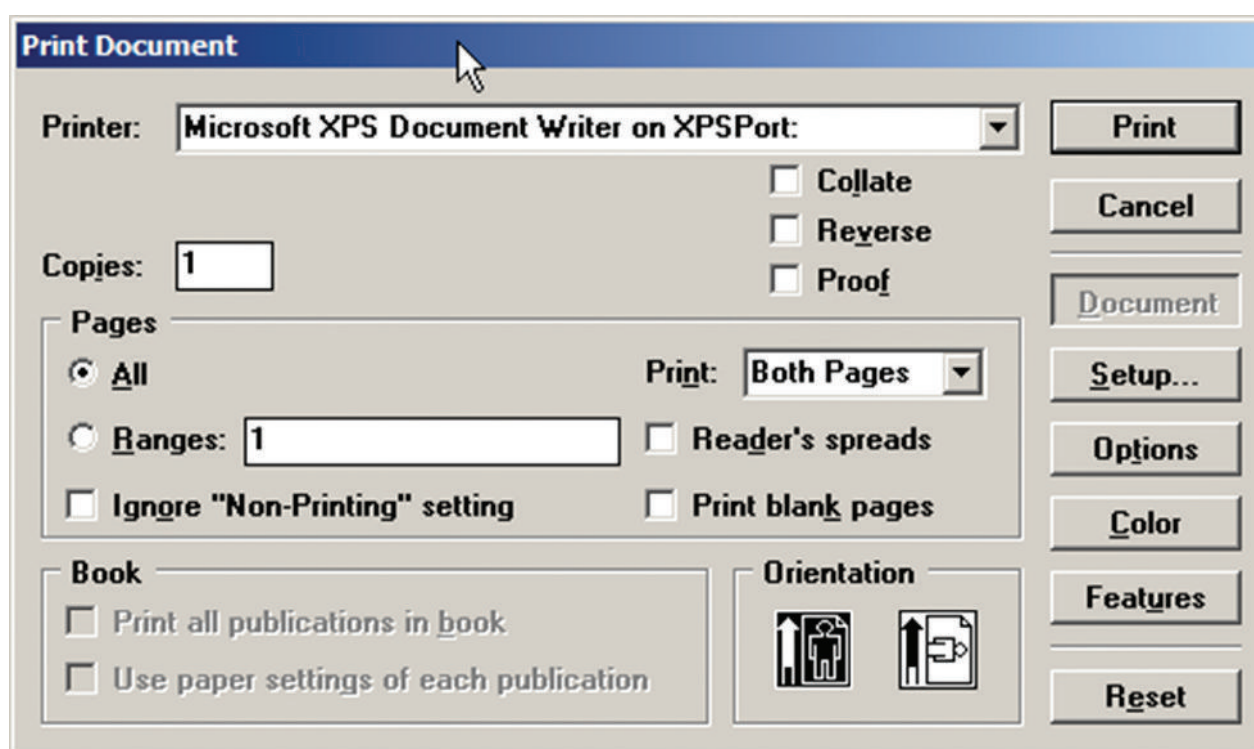 Print Document
Printer: Microsoft XPS Document Writer on XPSPort:
Print
Collate
Cancel
Reverse
Copies: 1
Proof
Document
Pages
All
Print: Both Pages
Setup...
Ranges: 1
Reader's spreads
Options
Ignore "Non-Printing" setting
Print blank pages
Color
Book
Orientation
Features
Print all publications in book
Use paper settings of each publication
Reset